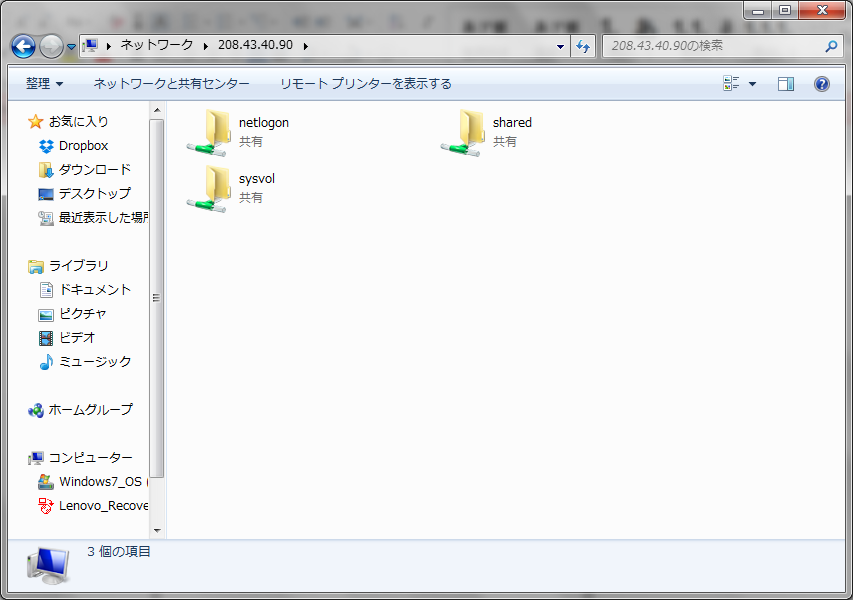 ネットワーク 208.43.40.90
208.43.40.90の検索
整理 ネットワークと共有センター リモート プリンターを表示する
お気に入り
Dropbox
ダウンロード
デスクトップ
最近表示した場所
ライブラリ
ドキュメント
ピクチャ
ビデオ
ミュージック
ホームグループ
コンピューター
Windows7_OS (
Lenovo_Recove
netlogon
共有
shared
共有
sysvol
共有
3 個の項目